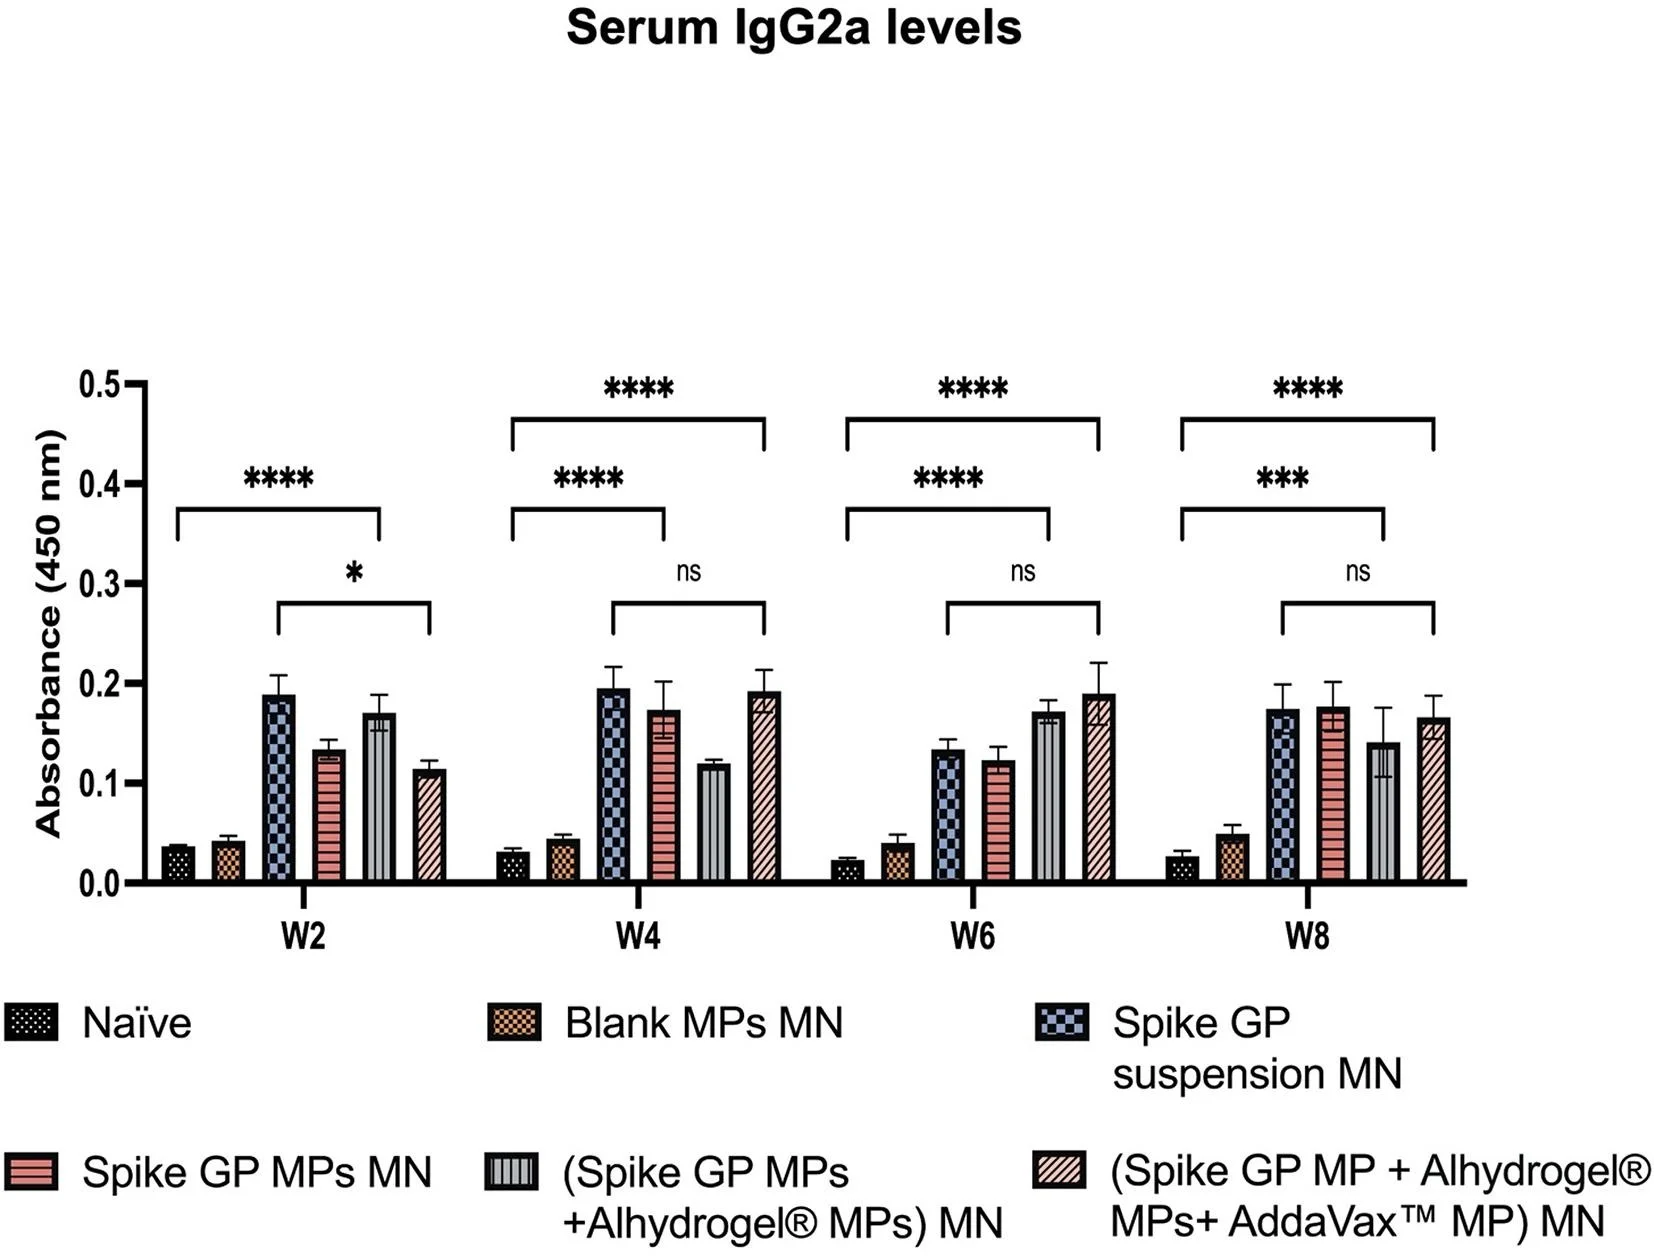 Serum IgG2a levels
Absorbance (450 nm)
0.5
0.4
0.3
0.2
0.1
0.0
****
****
****
****
****
****
***
*
ns
ns
ns
W2
W4
W6
W8
Naïve
Blank MPs MN
Spike GP
suspension MN
Spike GP MPs MN
(Spike GP MPs
+Alhydrogel® MPs) MN
(Spike GP MP + Alhydrogel®
MPs+ AddaVax™ MP) MN